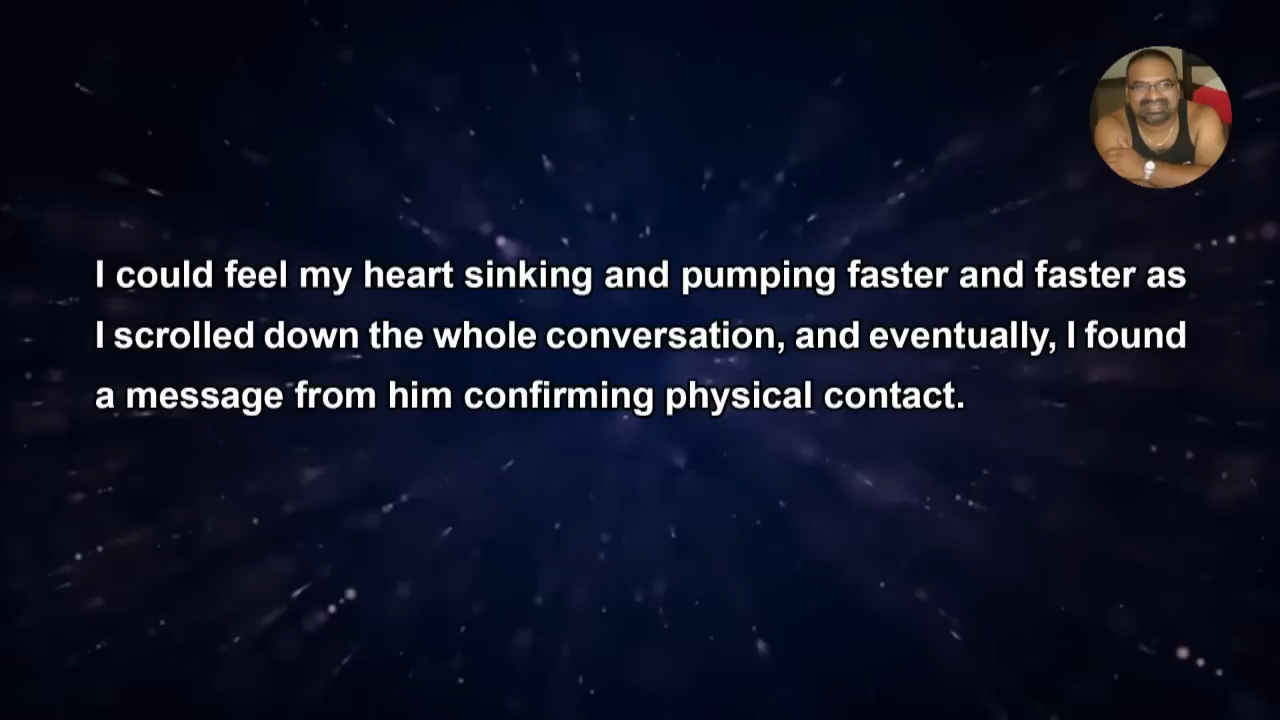 I could feel my heart sinking and pumping faster and faster as
I scrolled down the whole conversation, and eventually, I found
a message from him confirming physical contact.